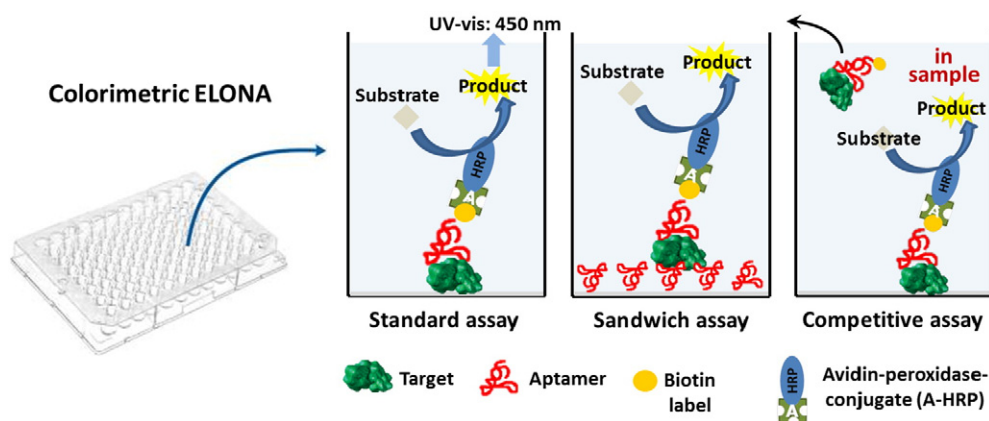 Colorimetric ELONA
UV-vis: 450 nm
Product
Substrate
HRP
A
Standard assay
Product
Substrate
HRP
A
Sandwich assay
in
sample
Product
Substrate
HRP
A
Competitive assay
Target
Aptamer
Biotin
label
HRP
A
Avidin-peroxidase-
conjugate (A-HRP)